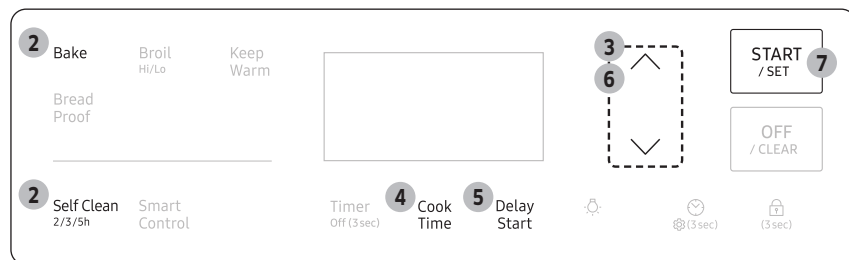 2
Bake
Broil
Hi/Lo
Keep
Warm
3
6
START
/ SET
7
Bread
Proof
OFF
/ CLEAR
2
Self Clean
2/3/5h
Smart
Control
Timer
Off (3 sec)
4
Cook
Time
5
Delay
Start
(3 sec)
(3 sec)